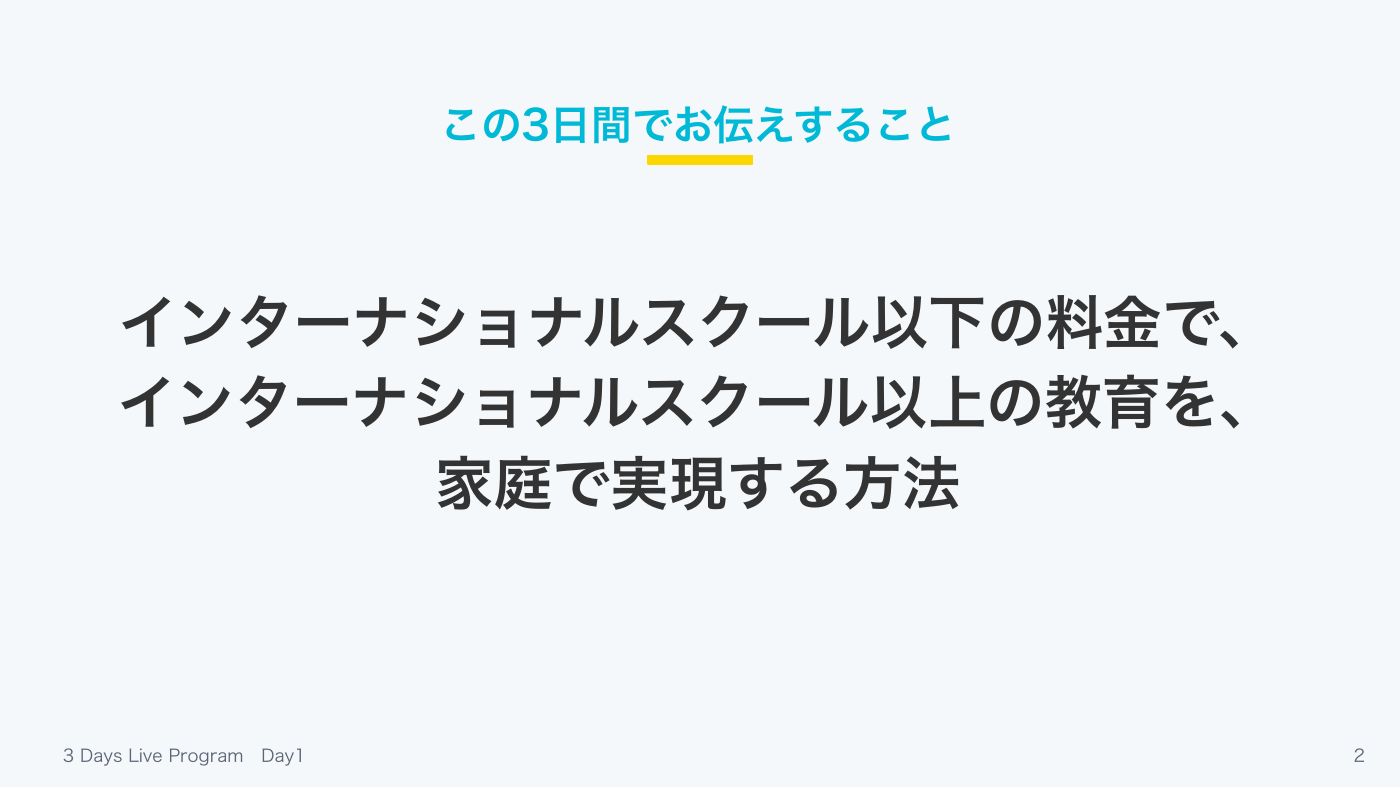 この3日間でお伝えすること
インターナショナルスクール以下の料金で、
インターナショナルスクール以上の教育を、
家庭で実現する方法
3 Days Live Program　Day1
2